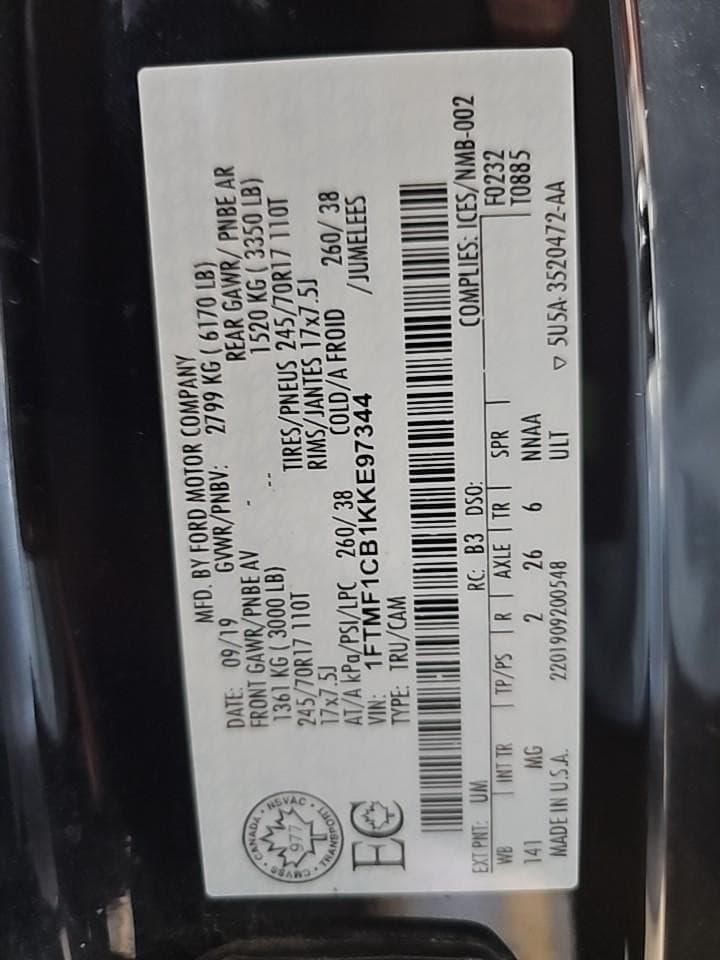 MFD. BY FORD MOTOR COMPANY
DATE: 09/19 GVWR/PNBV: 2799 KG ( 6170 LB)
FRONT GAWR/PNBE AV - REAR GAWR/ PNBE AR
1361 KG ( 3000 LB) -- 1520 KG ( 3350 LB)
245/70R17 110T TIRES/PNEUS 245/70R17 110T
17x7.5J RIMS/JANTES 17x7.5J
AT/A kPa/PSI/LPC 260/ 38 COLD/A FROID 260/ 38
VIN: 1FTMF1CB1KKE97344 /JUMELEES
TYPE: TRU/CAM
CANADA • NSVAC • TRANSPORT • CMVSS
977
EC
COMPLIES: ICES/NMB-002
EXT PNT: UM RC: B3 DSO: F0232
WB INT TR TP/PS R AXLE TR SPR T0885
141 MG 2 26 6 NNAA
ULT
MADE IN U.S.A. 2201909200548 ▽ 5U5A-3520472-AA